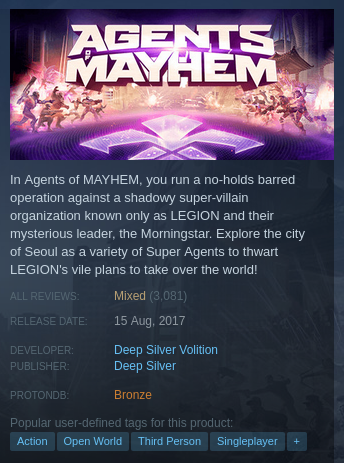 AGENTS
OF MAYHEM
In Agents of MAYHEM, you run a no-holds barred
operation against a shadowy super-villain
organization known only as LEGION and their
mysterious leader, the Morningstar. Explore the city
of Seoul as a variety of Super Agents to thwart
LEGION's vile plans to take over the world!
ALL REVIEWS: Mixed (3,081)
RELEASE DATE: 15 Aug, 2017
DEVELOPER: Deep Silver Volition
PUBLISHER: Deep Silver
PROTONDB: Bronze
Popular user-defined tags for this product:
Action Open World Third Person Singleplayer +